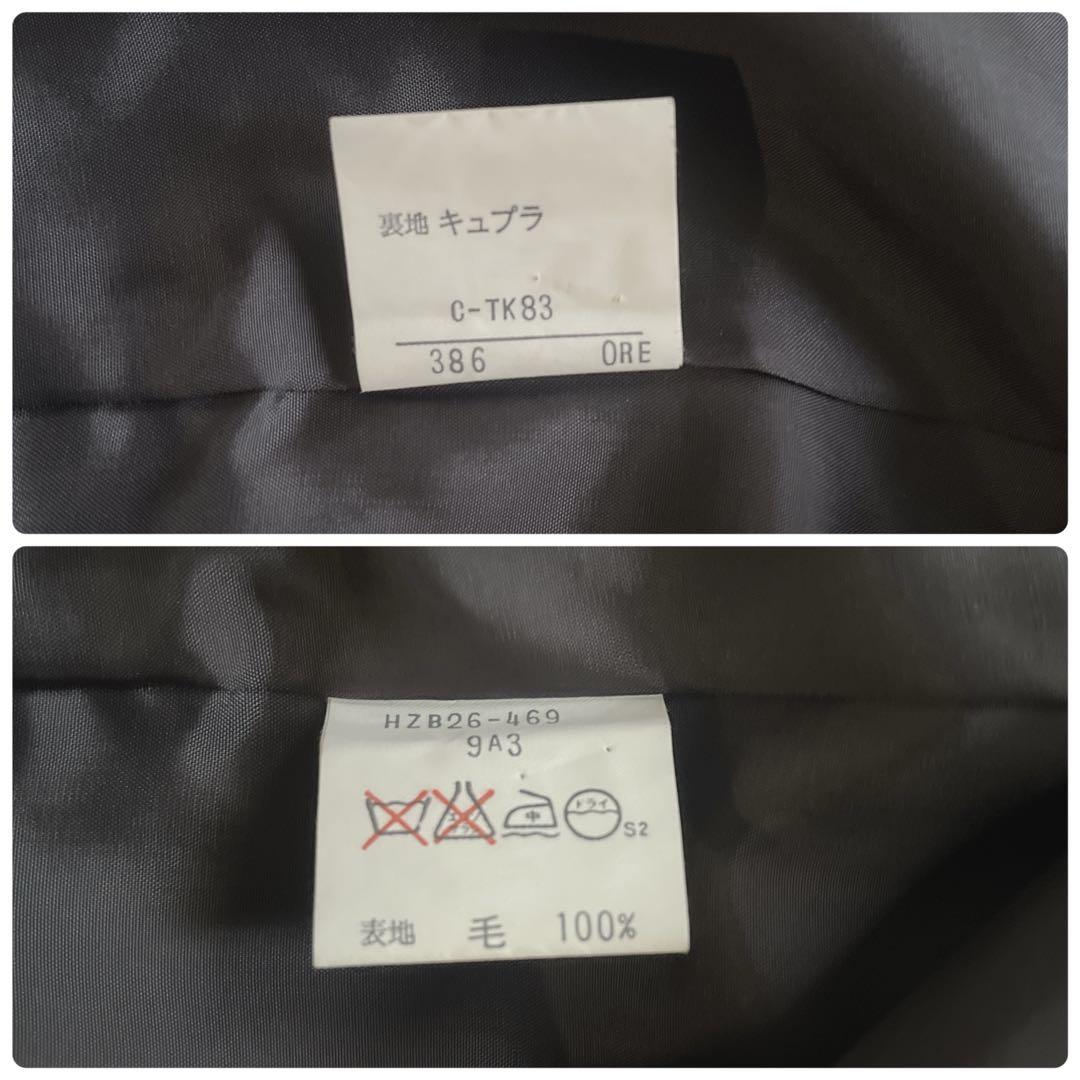 裏地 キュプラ
C-TK83
386 ORE
HZB26-469
9A3
中 ドライ
S2
表地 毛 100%